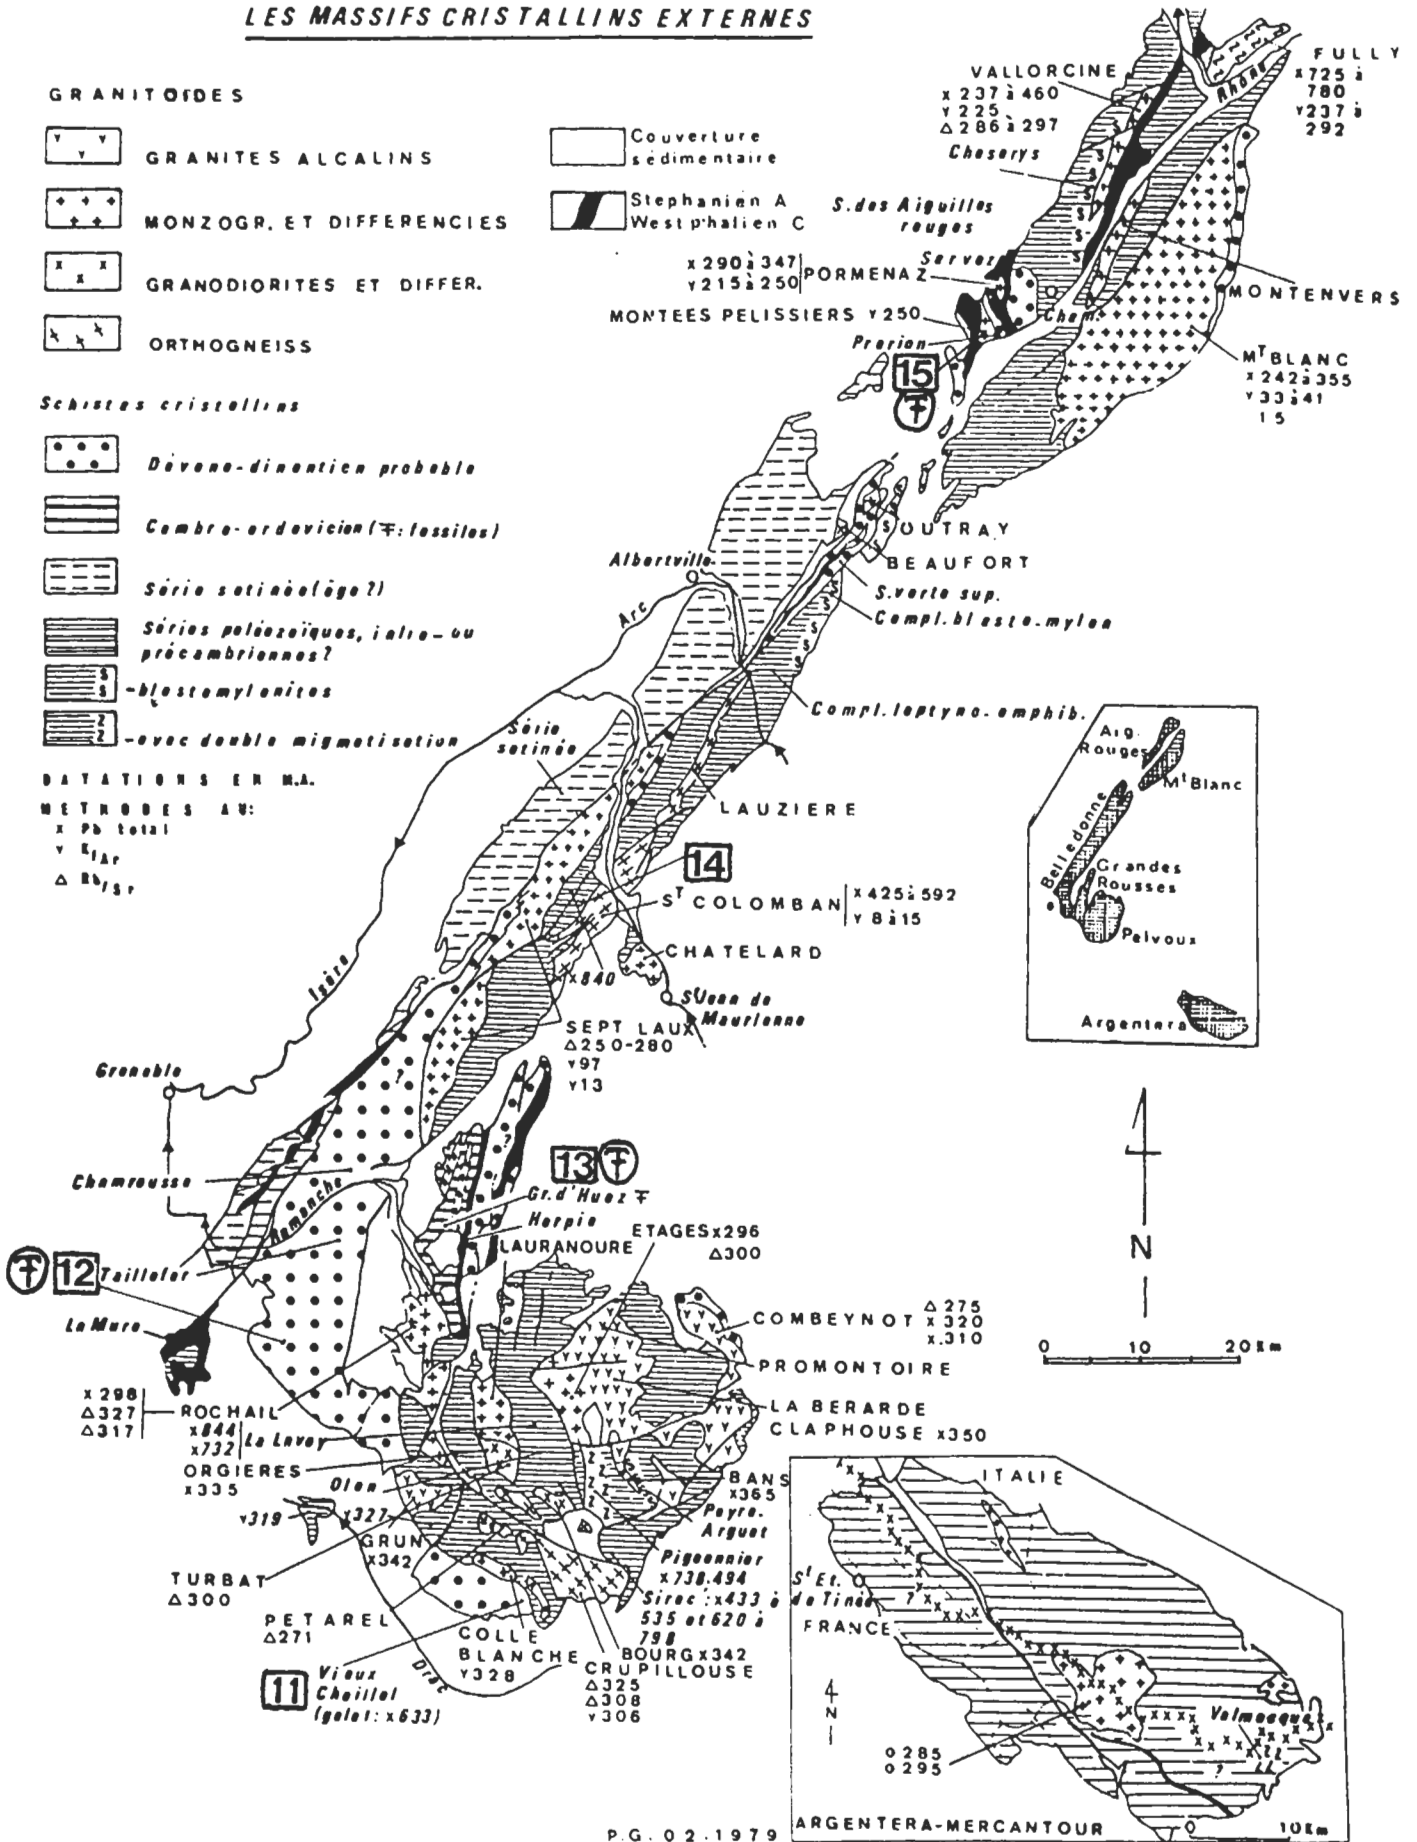 LES MASSIFS CRISTALLINS EXTERNES
GRANITOIDES
GRANITES ALCALINS
MONZOGR. ET DIFFERENCIES
GRANODIORITES ET DIFFER.
ORTHOGNEISS
Couverture
sédimentaire
Stephanien A
Westphalien C
Schistes cristallins
Dévono-dinantien probable
Cambro-ordovicien (Ŧ: fossiles)
Série satinée (âge ?)
Séries paléozoïques, infra- ou
précambriennes ?
S
S
-blastomylonites
Z
Z
-avec double migmatisation
DATATIONS EN M.A.
METHODES AU:
x Pb total
Y K/Ar
△ Rb/Sr
FULLY
x 725 à
780
Y 237 à
292
Rhône
VALLORCINE
x 237 à 460
Y 225
△ 286 à 297
Cheserys
S. des Aiguilles
rouges
Servoz
x 290 à 347
Y 215 à 250
PORMENAZ
MONTEES PELISSIERS Y 250
Cham.
Prarion
15
Ŧ
MONTENVERS
MT BLANC
x 242 à 355
Y 33 à 41
15
OUTRAY
BEAUFORT
S. verte sup.
Compl. blasto-mylon
Compl. leptyno-amphib.
Albertville
Arc
Série
satinée
LAUZIERE
14
ST COLOMBAN
x 425 à 592
Y 8 à 15
CHATELARD
x 840
St Jean de
Maurienne
SEPT LAUX
△ 250-280
Y 97
Y 13
Isère
Grenoble
?
Chamrousse
Romanche
13
Ŧ
Gr. d'Huez Ŧ
Herpie
LAURANOURE
ETAGES x 296
△ 300
Ŧ
12
Taillefer
La Mure
COMBEYNOT
△ 275
x 320
x 310
PROMONTOIRE
LA BERARDE
CLAPHOUSE x 350
BANS
x 365
Peyre-
Arguet
Pigeonnier
x 738.494
Sirac : x 433 à
535 et 620 à
798
x 298
△ 327
△ 317
ROCHAIL
x 844
x 732
La Lavey
ORGIERES
x 335
Olan
Y 319
Y 327
GRUN
x 342
TURBAT
△ 300
PETAREL
△ 271
COLLE
BLANCHE
Y 328
BOURG x 342
CRUPILLOUSE
△ 325
△ 308
Y 306
11
Vieux
Chaillol
(galet : x 633)
Drac
Aig.
Rouges
Mt Blanc
Belledonne
Grandes
Rousses
Pelvoux
Argentera
N
0 10 20 Km
ITALIE
St Et.
de Tinée
FRANCE
?
N
Valmasque
?
0 285
0 295
ARGENTERA-MERCANTOUR
0 10 Km
P.G. 02.1979